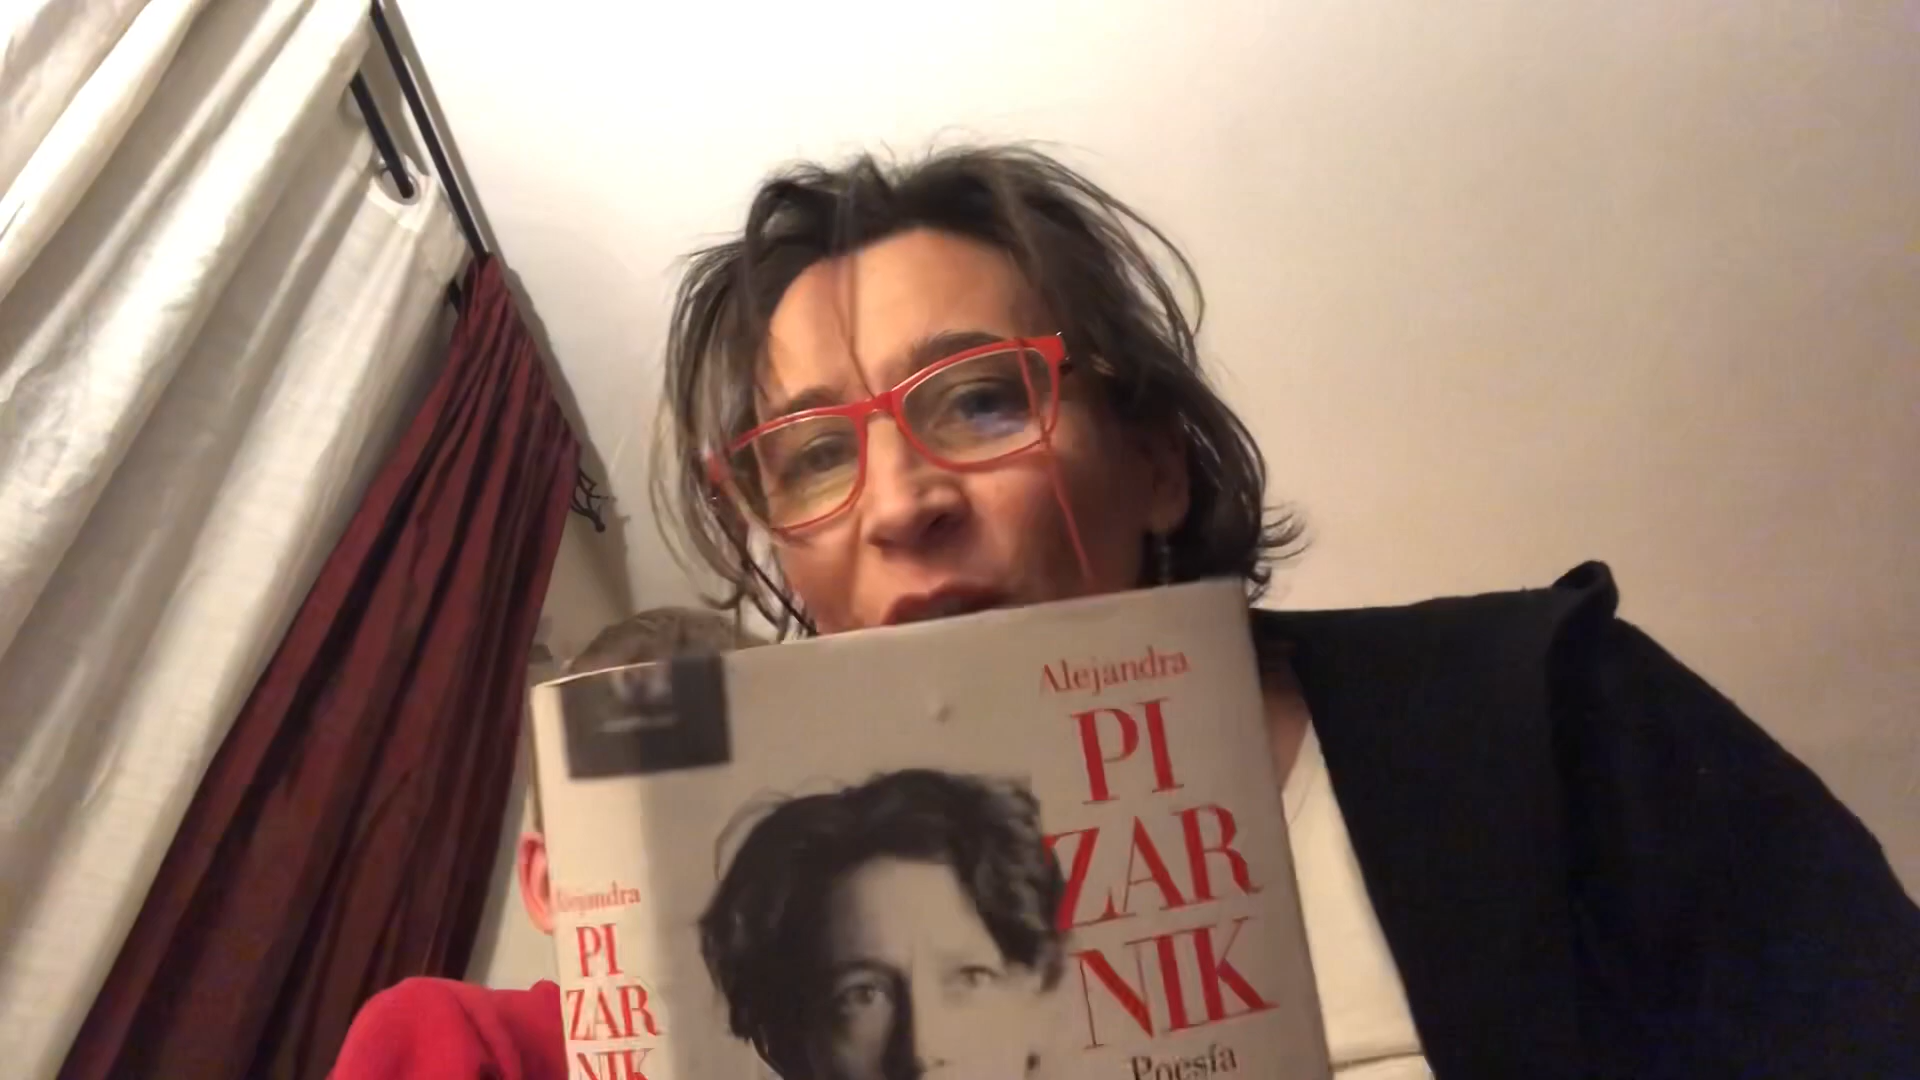 Alejandra
PI
ZAR
NIK
Poesía
Alejandra
PI
ZAR
NIK